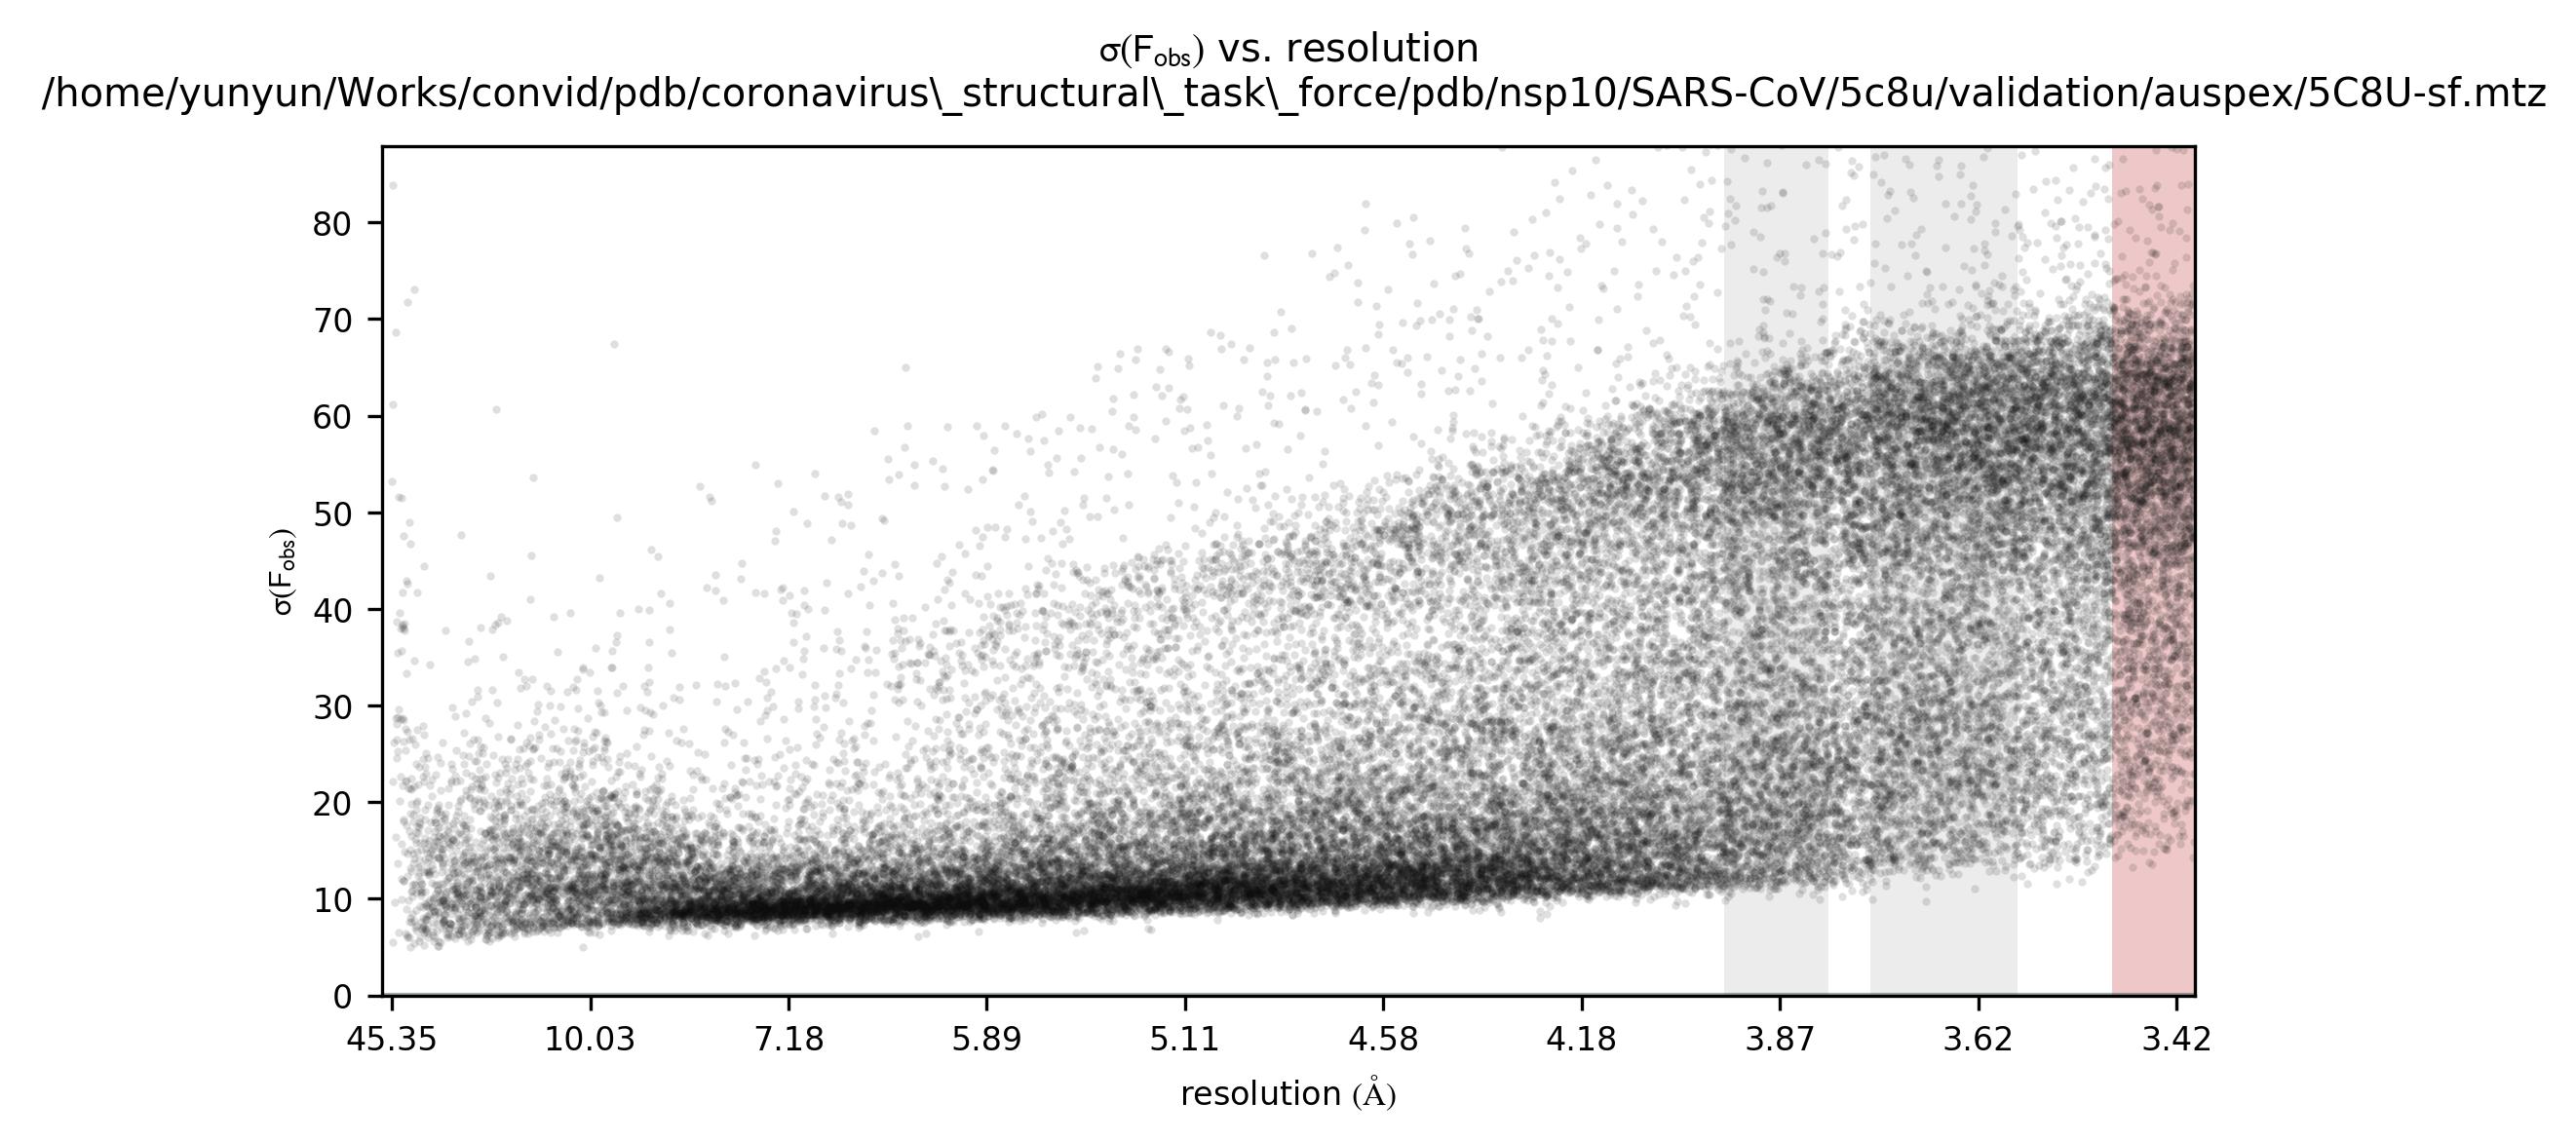 σ(Fobs) vs. resolution
/home/yunyun/Works/convid/pdb/coronavirus\_structural\_task\_force/pdb/nsp10/SARS-CoV/5c8u/validation/auspex/5C8U-sf.mtz
80
70
60
50
40
30
20
10
0
σ(Fobs)
45.35 10.03 7.18 5.89 5.11 4.58 4.18 3.87 3.62 3.42
resolution (Å)